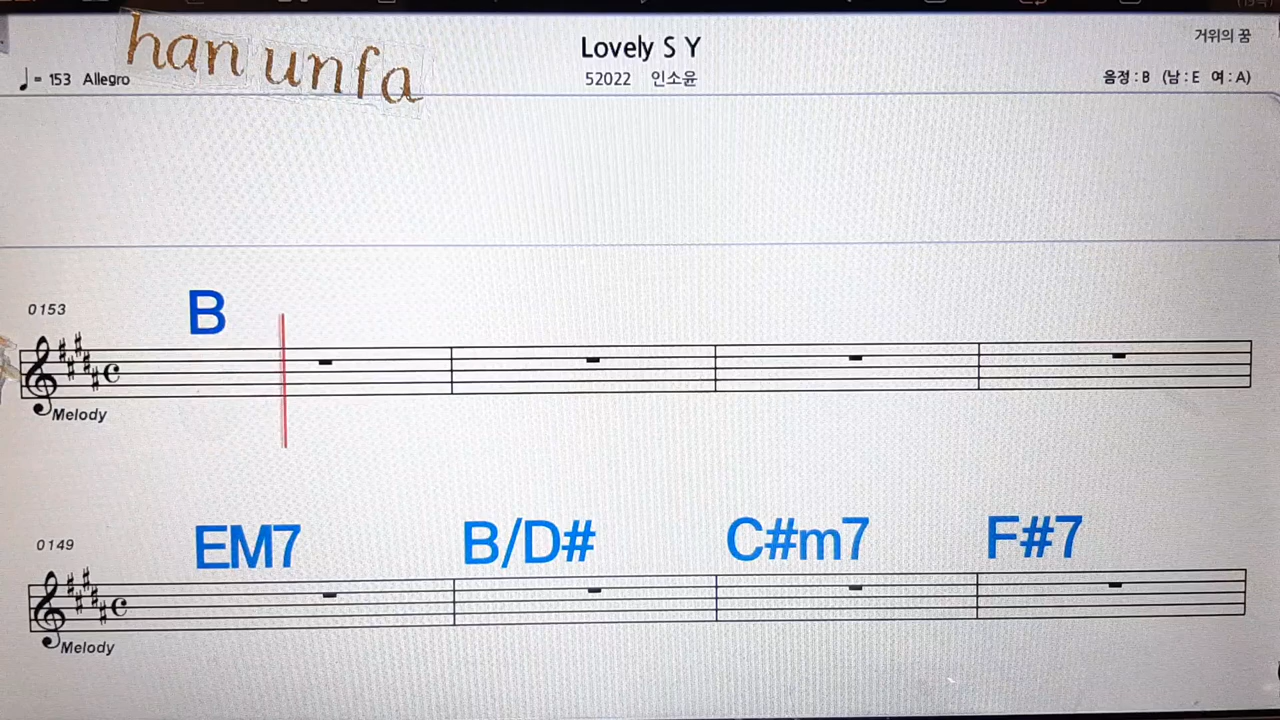 han unfa
Lovely S Y
거위의 꿈
♩= 153 Allegro
52022 인소윤
음정 : B (남 : E 여 : A)
0153
B
Melody
0149
EM7 B/D# C#m7 F#7
Melody